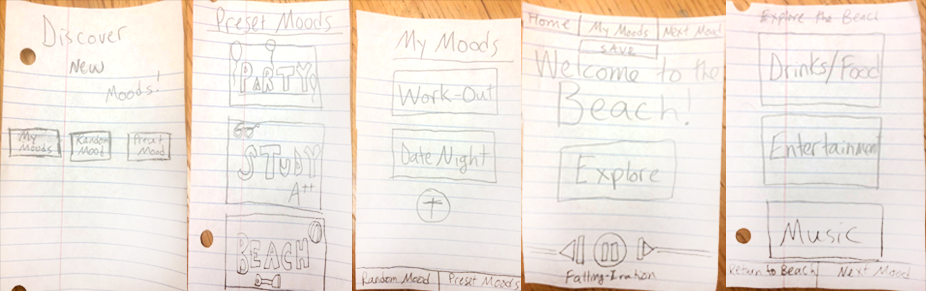 Discover
New
Moods!
My Moods
Random Mood
Preset Mood
Preset Moods
PARTY
Go
STUDY
A++
BEACH
My Moods
Work-Out
Date Night
Random Mood
Preset Moods
Home
My Moods
Next Mood
SAVE
Welcome to the
Beach!
Explore
Falling-Iration
Explore the Beach
Drinks/Food
Entertainment
Music
Return to Beach
Next Mood